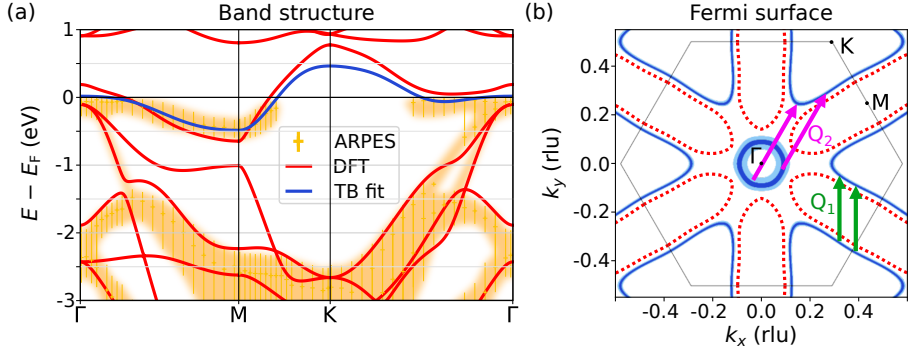 (a)
Band structure
E − E_F (eV)
1
0
-1
-2
-3
ARPES
DFT
TB fit
Γ
M
K
Γ
(b)
Fermi surface
k_y (rlu)
0.4
0.2
0.0
-0.2
-0.4
K
M
Γ
Q₂
Q₁
-0.4
-0.2
0.0
0.2
0.4
k_x (rlu)